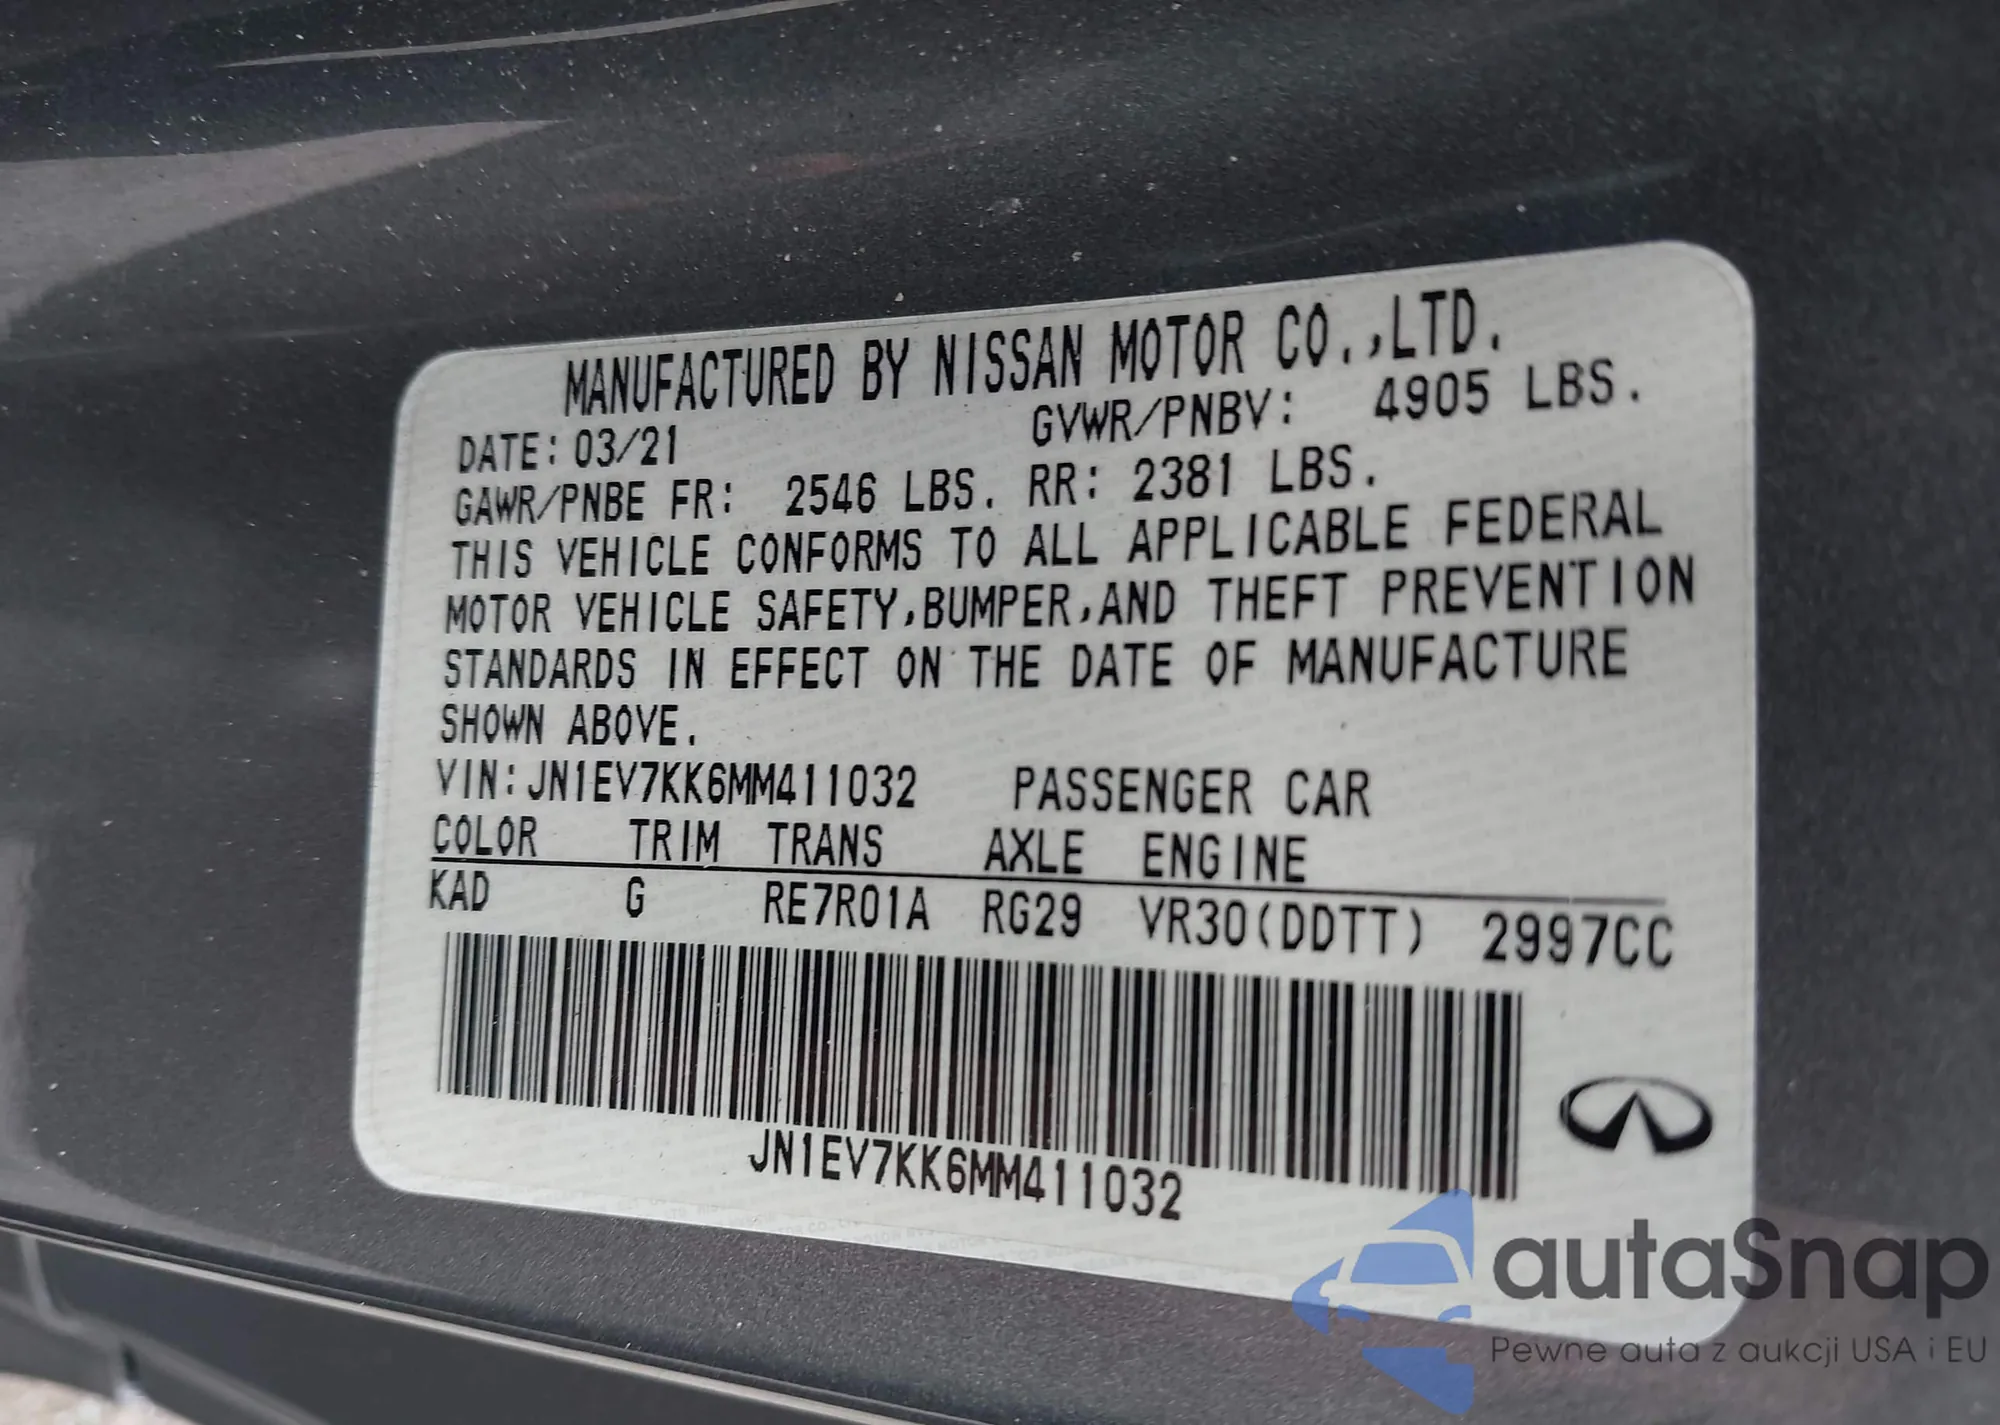 MANUFACTURED BY NISSAN MOTOR CO.,LTD.
DATE: 03/21 GVWR/PNBV: 4905 LBS.
GAWR/PNBE FR: 2546 LBS. RR: 2381 LBS.
THIS VEHICLE CONFORMS TO ALL APPLICABLE FEDERAL
MOTOR VEHICLE SAFETY,BUMPER,AND THEFT PREVENTION
STANDARDS IN EFFECT ON THE DATE OF MANUFACTURE
SHOWN ABOVE.
VIN:JN1EV7KK6MM411032 PASSENGER CAR
COLOR TRIM TRANS AXLE ENGINE
KAD G RE7R01A RG29 VR30(DDTT) 2997CC
JN1EV7KK6MM411032
autaSnap
Pewne auta z aukcji USA i EU